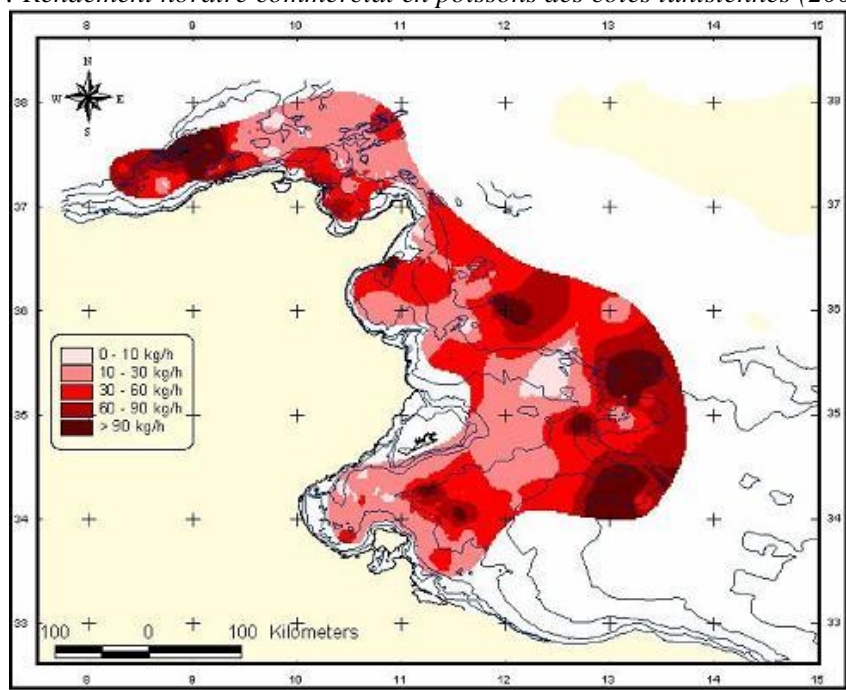 : Rendement horaire commercial en poissons des côtes tunisiennes (200
8 9 10 11 12 13 14 15
N
W E
S
38 38
37 37
36 36
0 - 10 kg/h
10 - 30 kg/h
30 - 60 kg/h
60 - 90 kg/h
> 90 kg/h
35 35
34 34
33 33
100 0 100 Kilometers
8 9 10 11 12 13 14 15